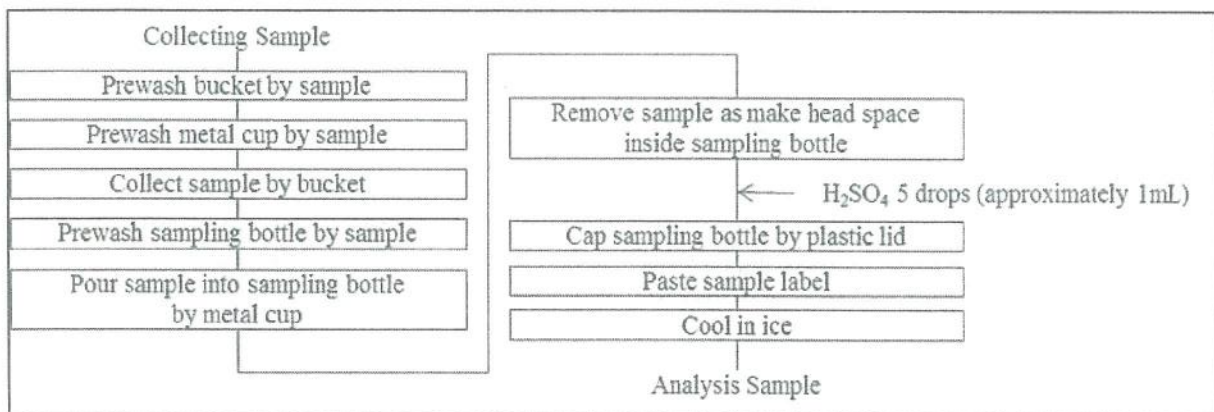 Collecting Sample
Prewash bucket by sample
Prewash metal cup by sample
Collect sample by bucket
Prewash sampling bottle by sample
Pour sample into sampling bottle
by metal cup
Remove sample as make head space
inside sampling bottle
H₂SO₄ 5 drops (approximately 1mL)
Cap sampling bottle by plastic lid
Paste sample label
Cool in ice
Analysis Sample